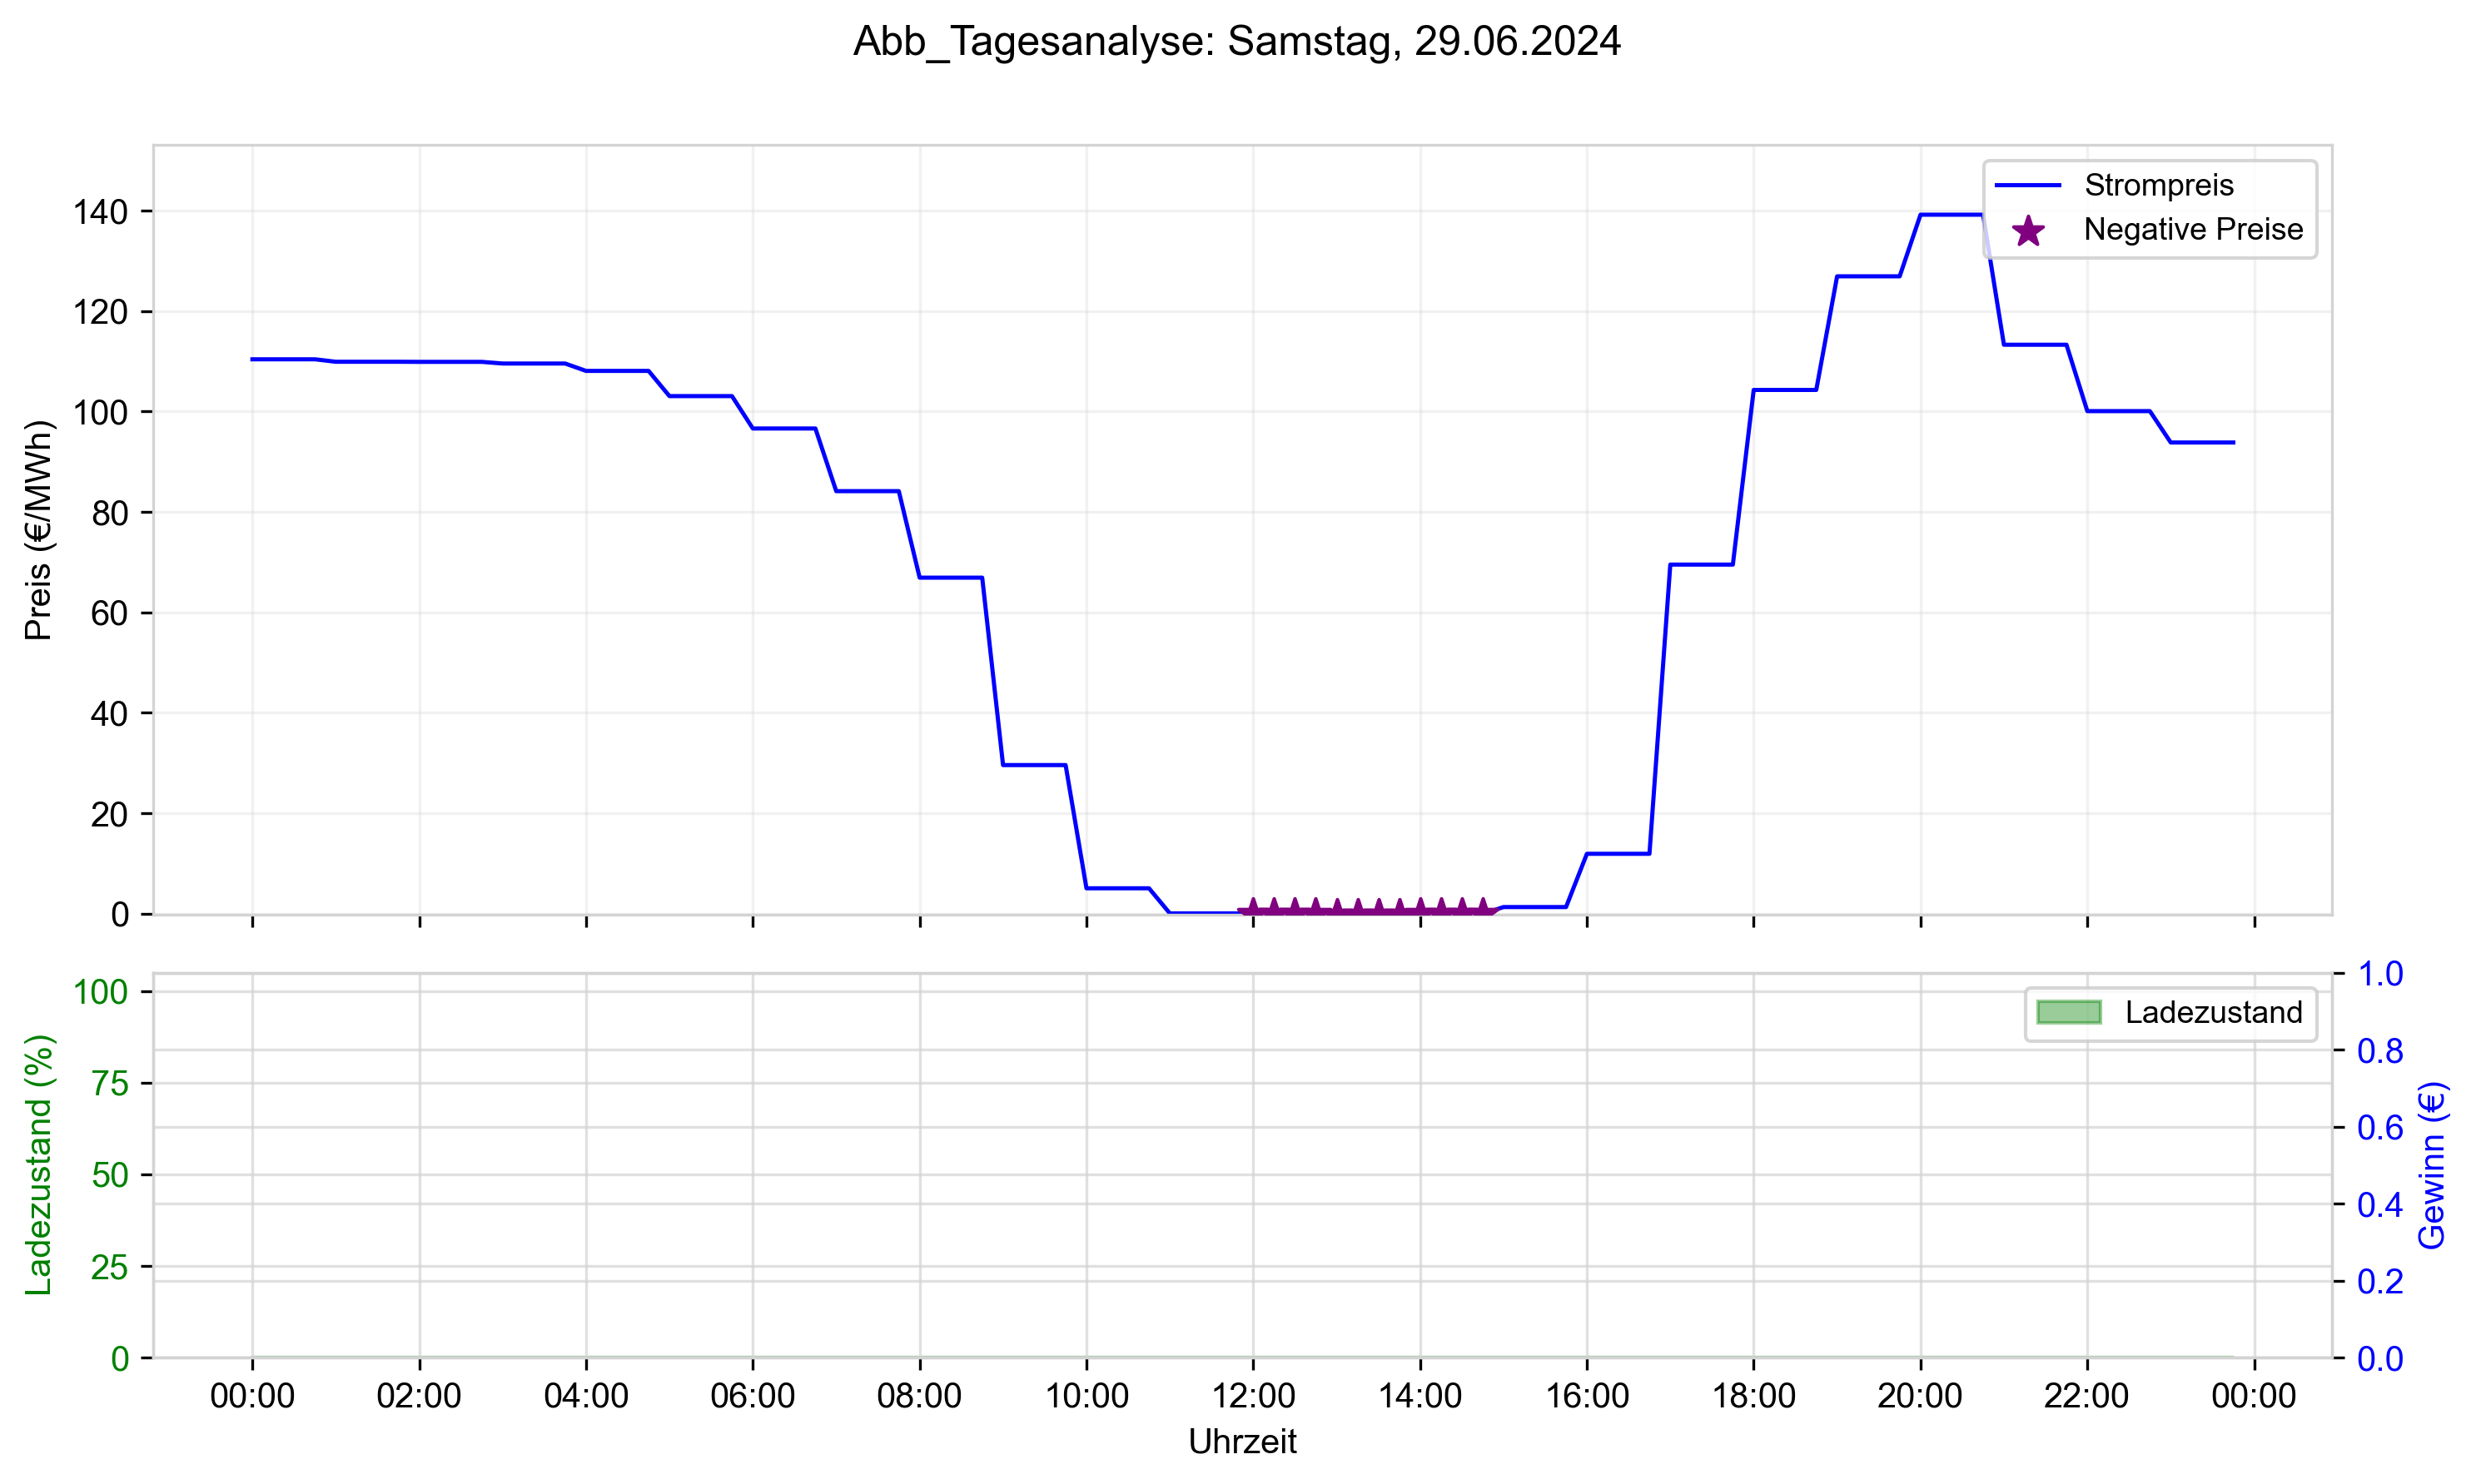 Abb_Tagesanalyse: Samstag, 29.06.2024
Preis (€/MWh)
140
120
100
80
60
40
20
0
Strompreis
Negative Preise
Ladezustand (%)
100
75
50
25
0
Ladezustand
1.0
0.8
0.6
0.4
0.2
0.0
Gewinn (€)
00:00 02:00 04:00 06:00 08:00 10:00 12:00 14:00 16:00 18:00 20:00 22:00 00:00
Uhrzeit